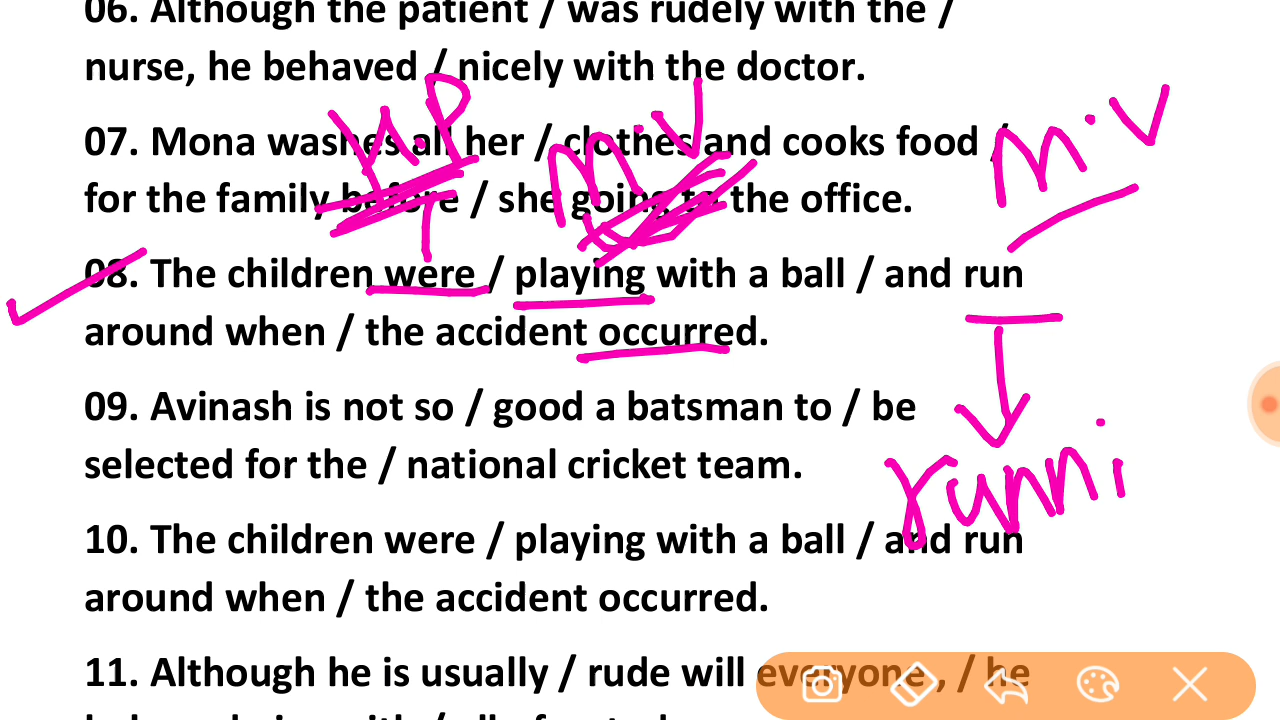 06. Although the patient / was rudely with the /
nurse, he behaved / nicely with the doctor.
H.P
M.V
M.V
07. Mona washes all her / clothes and cooks food /
for the family before / she going to the office.
08. The children were / playing with a ball / and run
around when / the accident occurred.
09. Avinash is not so / good a batsman to / be
selected for the / national cricket team.
runni
10. The children were / playing with a ball / and run
around when / the accident occurred.
11. Although he is usually / rude will everyone , / he